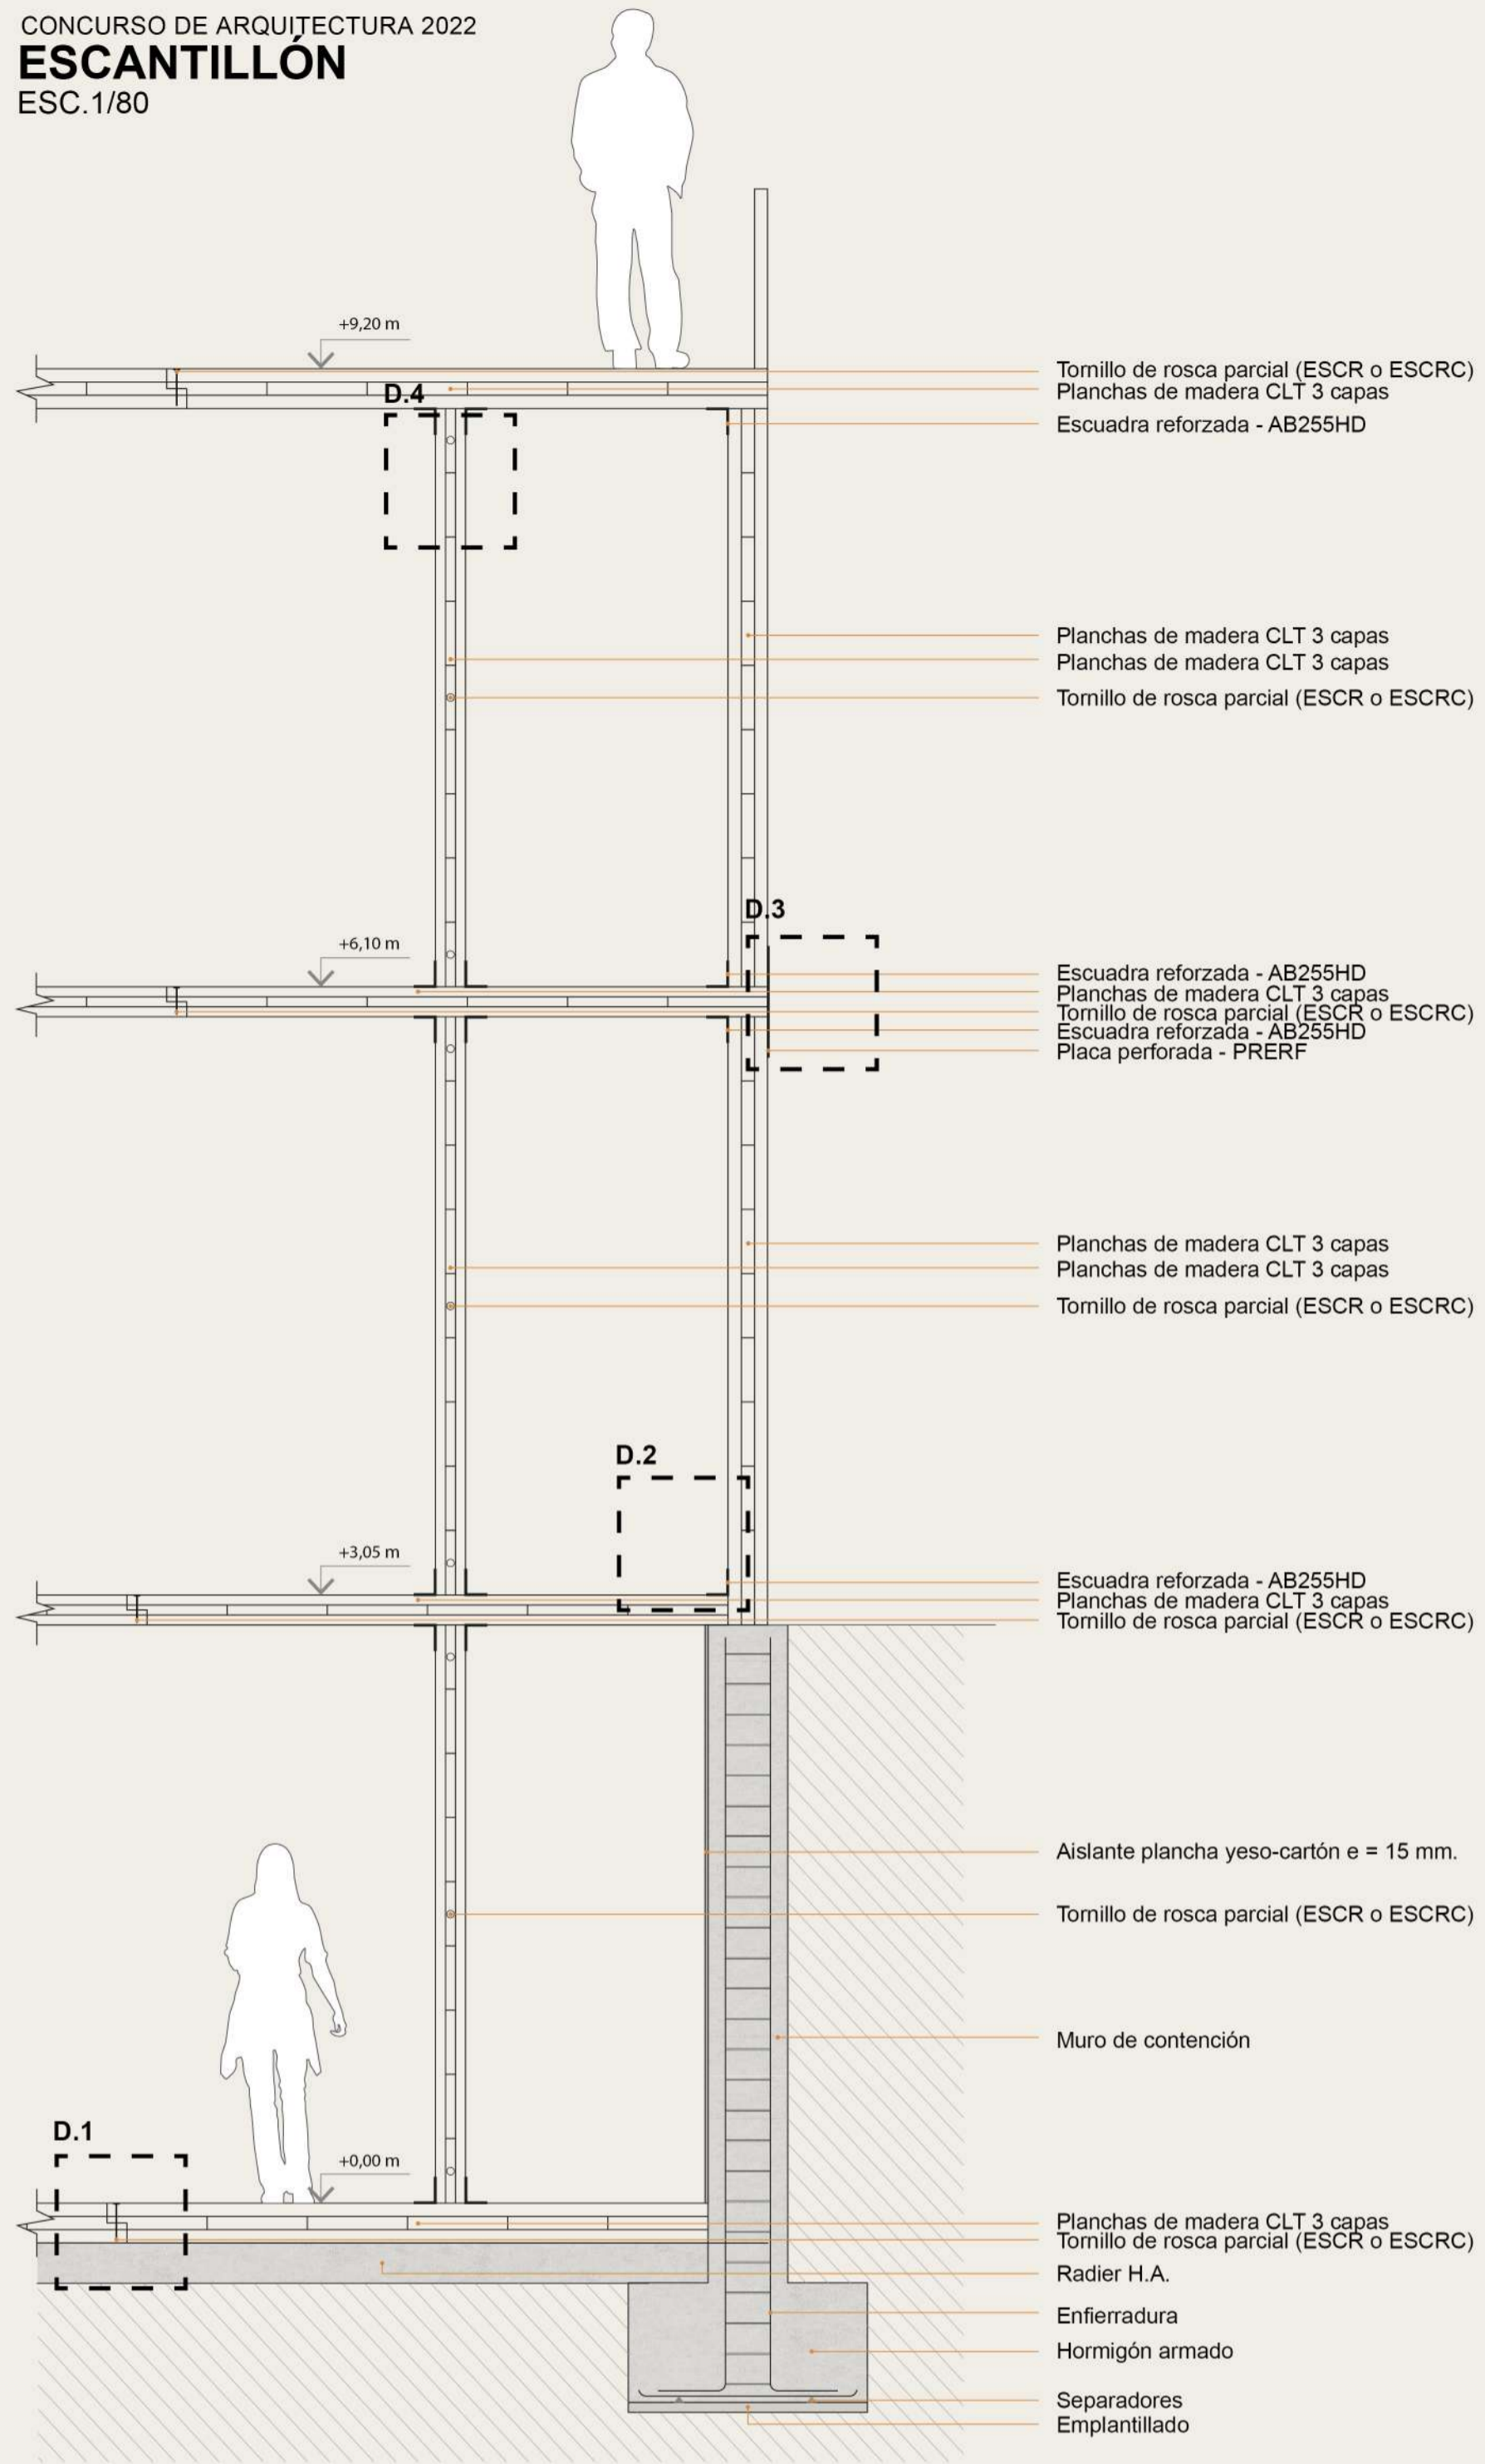 CONCURSO DE ARQUITECTURA 2022
ESCANTILLÓN
ESC.1/80
+9,20 m
Tornillo de rosca parcial (ESCR o ESCRC)
Planchas de madera CLT 3 capas
D.4
Escuadra reforzada - AB255HD
Planchas de madera CLT 3 capas
Planchas de madera CLT 3 capas
Tornillo de rosca parcial (ESCR o ESCRC)
D.3
+6,10 m
Escuadra reforzada - AB255HD
Planchas de madera CLT 3 capas
Tornillo de rosca parcial (ESCR o ESCRC)
Escuadra reforzada - AB255HD
Placa perforada - PRERF
Planchas de madera CLT 3 capas
Planchas de madera CLT 3 capas
Tornillo de rosca parcial (ESCR o ESCRC)
D.2
+3,05 m
Escuadra reforzada - AB255HD
Planchas de madera CLT 3 capas
Tornillo de rosca parcial (ESCR o ESCRC)
Aislante plancha yeso-cartón e = 15 mm.
Tornillo de rosca parcial (ESCR o ESCRC)
Muro de contención
D.1
+0,00 m
Planchas de madera CLT 3 capas
Tornillo de rosca parcial (ESCR o ESCRC)
Radier H.A.
Enfierradura
Hormigón armado
Separadores
Emplantillado